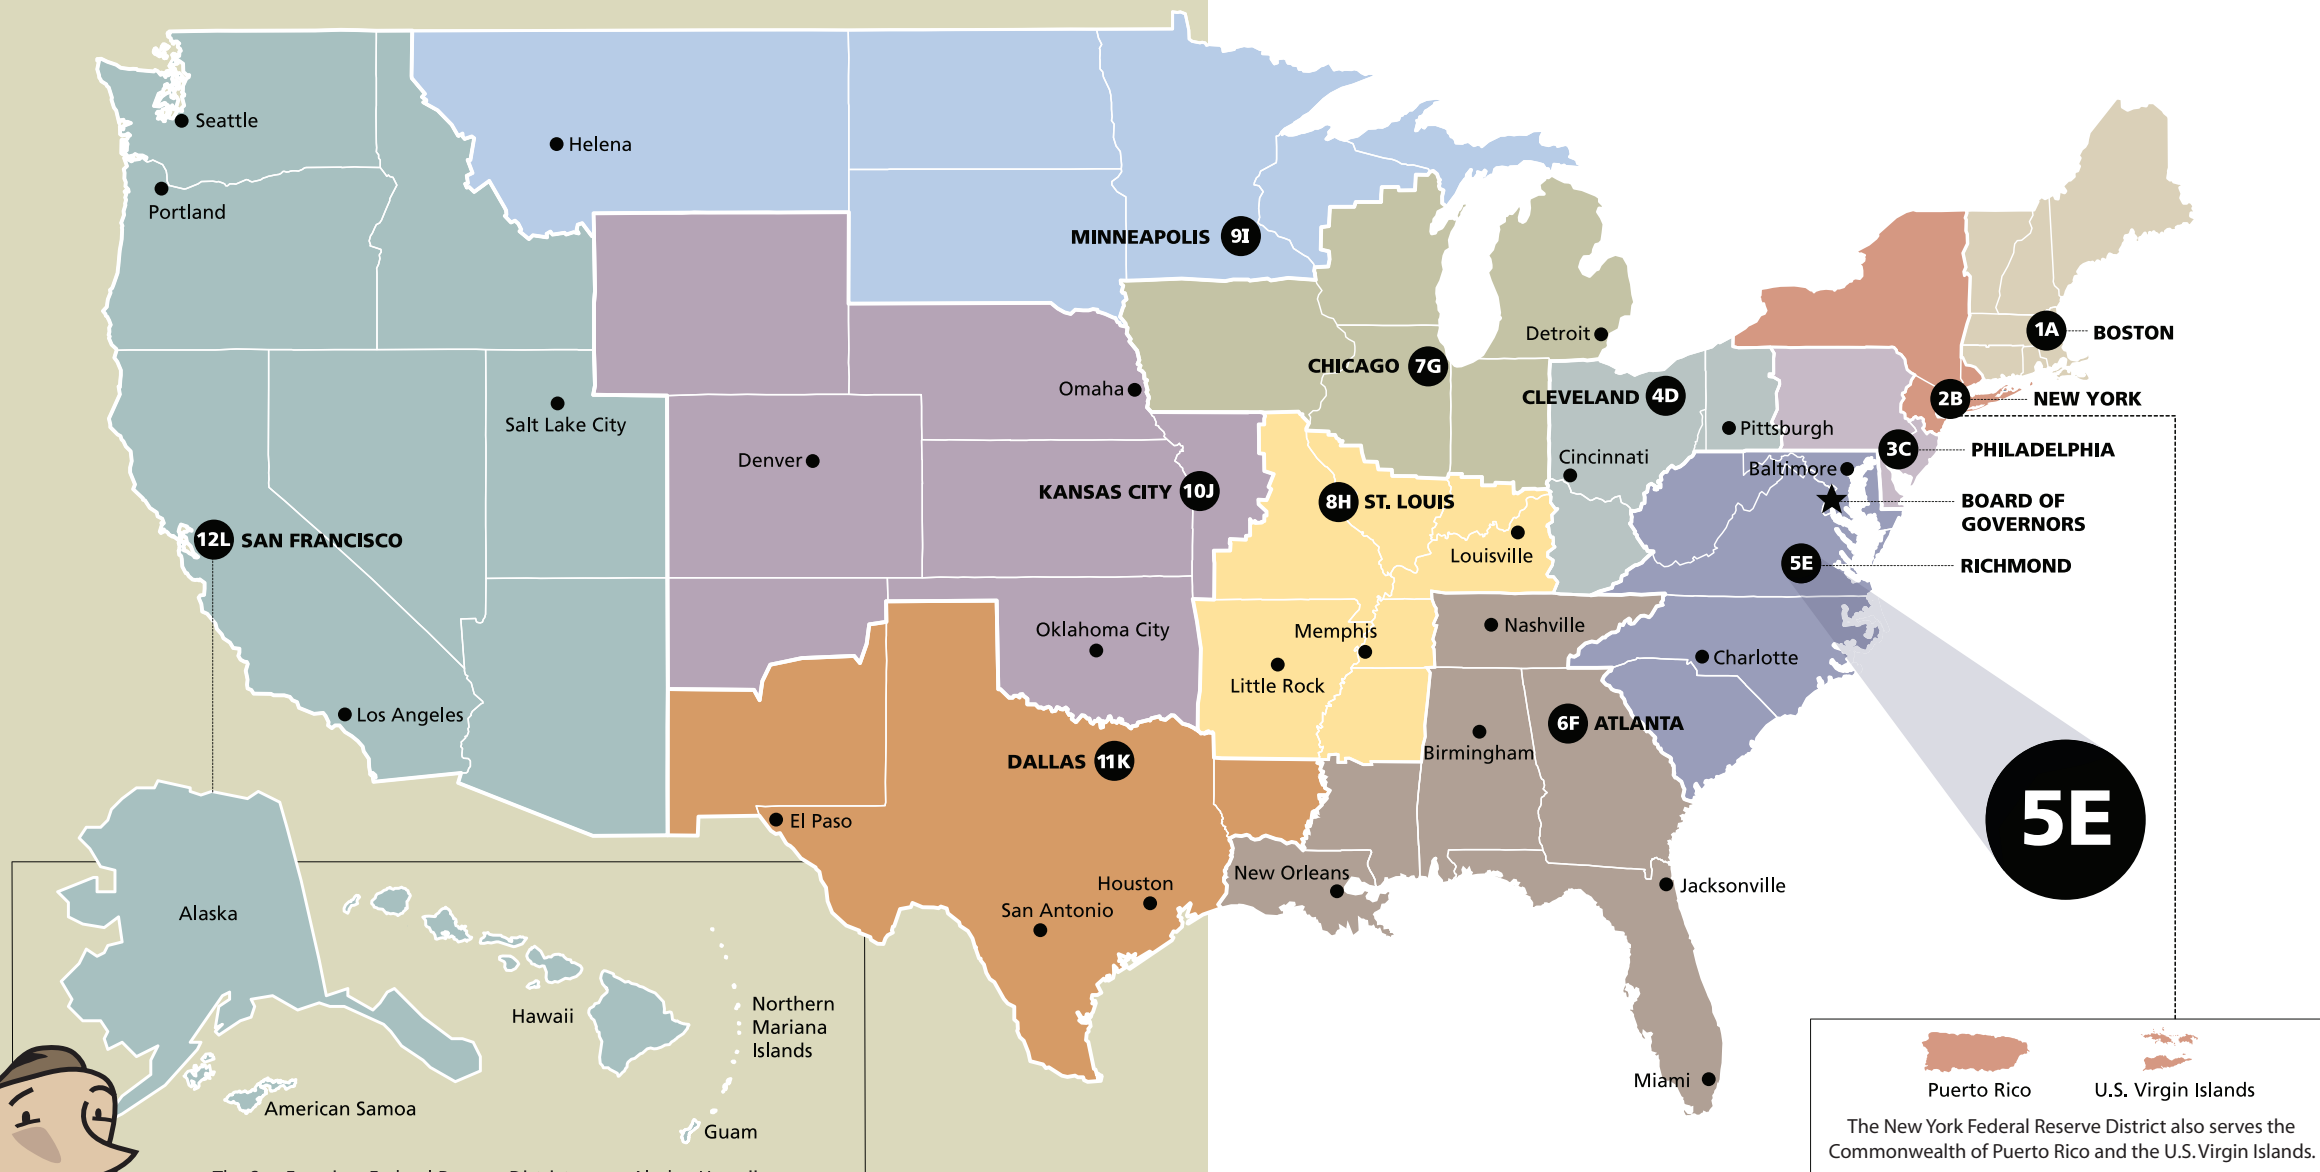 Seattle
Helena
Portland
MINNEAPOLIS 9I
Detroit
1A BOSTON
CHICAGO 7G
Omaha
CLEVELAND 4D
2B NEW YORK
Salt Lake City
Pittsburgh
Denver
Cincinnati
3C PHILADELPHIA
Baltimore
KANSAS CITY 10J
8H ST. LOUIS
BOARD OF
GOVERNORS
12L SAN FRANCISCO
Louisville
5E RICHMOND
Oklahoma City
Memphis
Nashville
Charlotte
Little Rock
Los Angeles
6F ATLANTA
Birmingham
DALLAS 11K
El Paso
5E
New Orleans
Houston
Jacksonville
San Antonio
Alaska
Hawaii
Northern
Mariana
Islands
Miami
American Samoa
Guam
Puerto Rico
U.S. Virgin Islands
The New York Federal Reserve District also serves the
Commonwealth of Puerto Rico and the U.S. Virgin Islands.